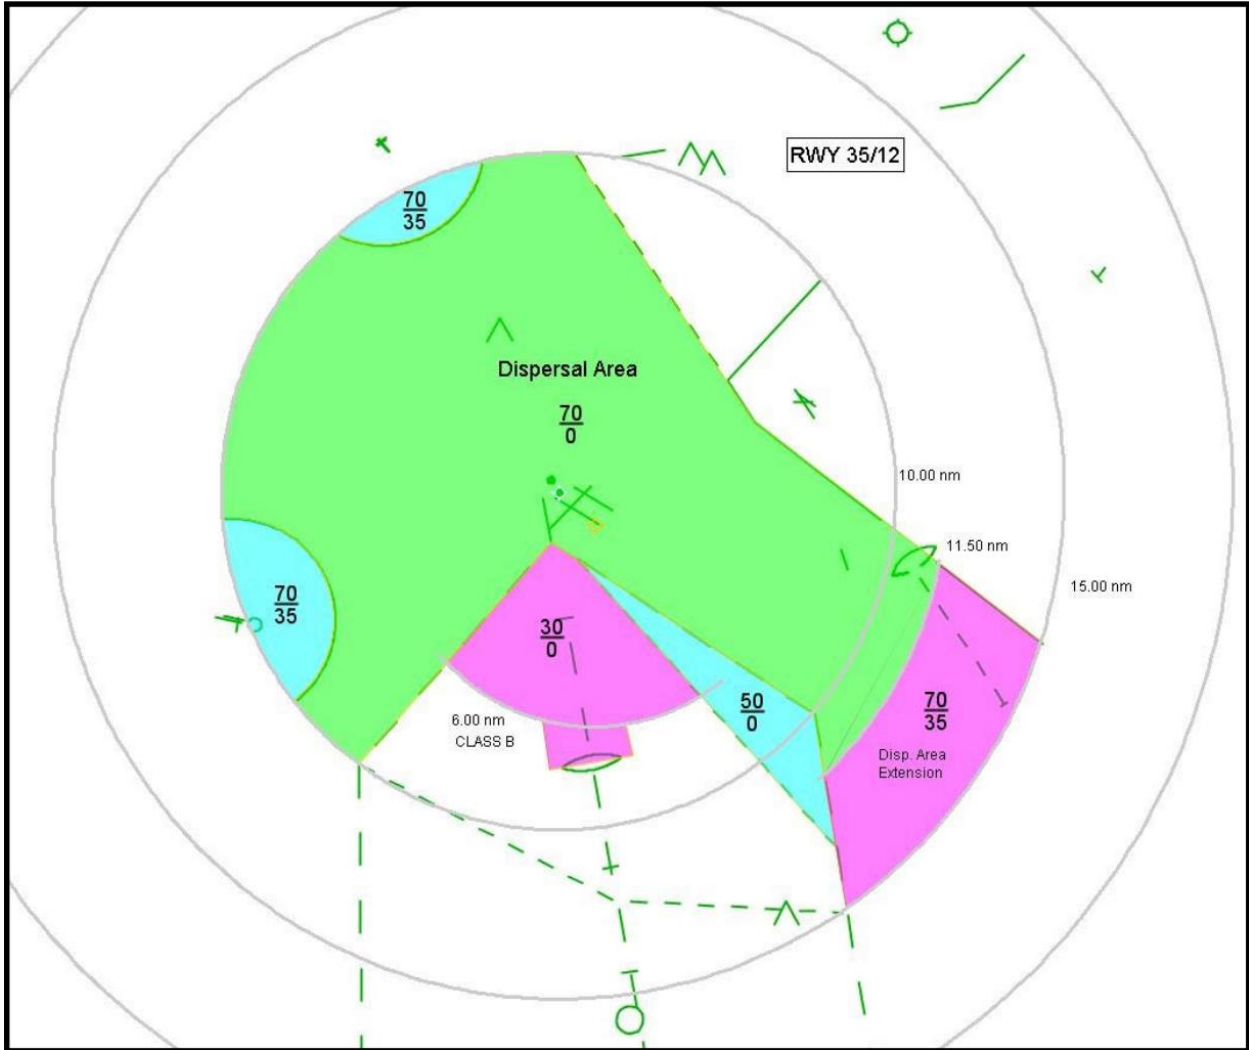 RWY 35/12
70
35
Dispersal Area
70
0
10.00 nm
11.50 nm
15.00 nm
70
35
30
0
50
0
70
35
6.00 nm
CLASS B
Disp. Area
Extension